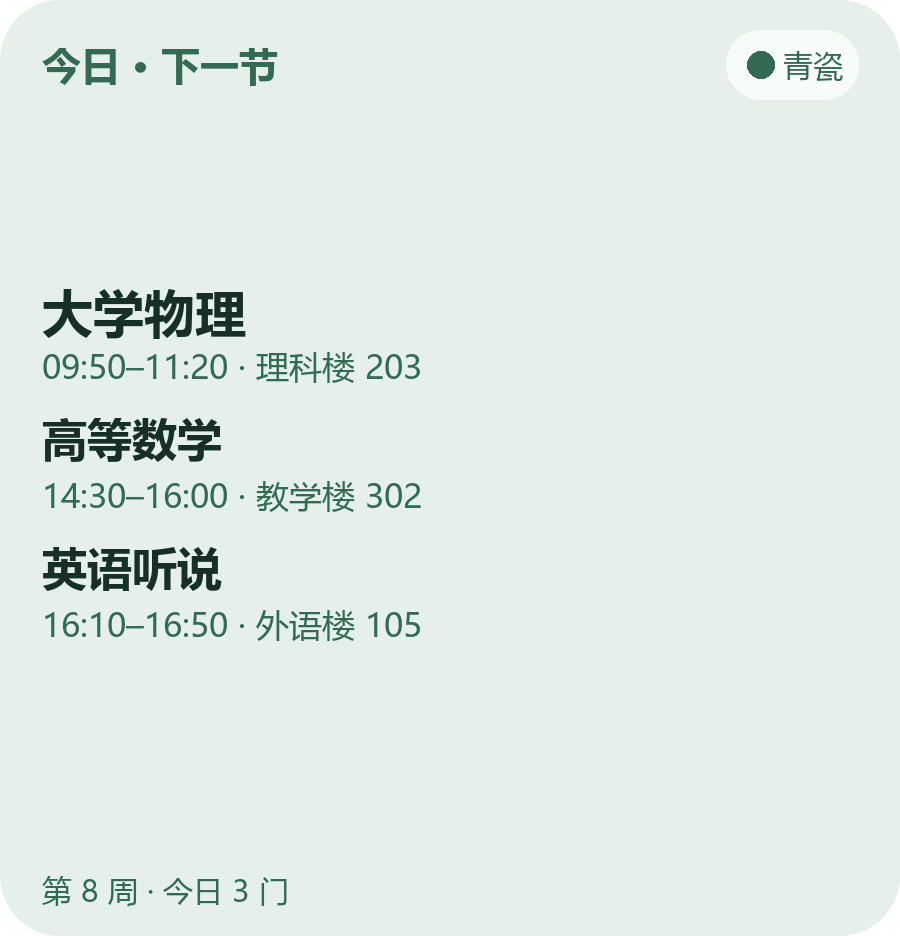 今日·下一节
青瓷
大学物理
09:50–11:20 · 理科楼 203
高等数学
14:30–16:00 · 教学楼 302
英语听说
16:10–16:50 · 外语楼 105
第 8 周 · 今日 3 门